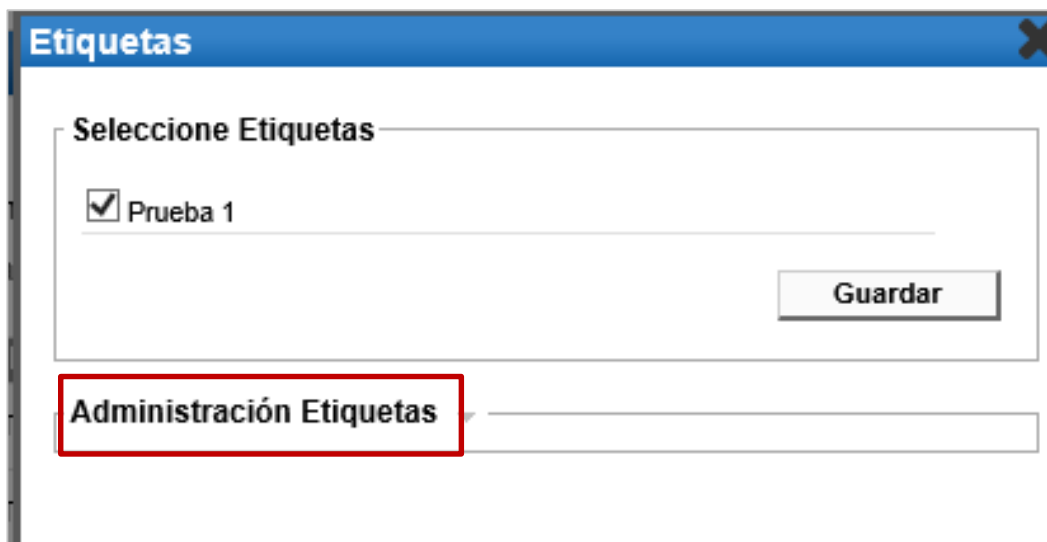 Etiquetas
Seleccione Etiquetas
Prueba 1
Guardar
Administración Etiquetas